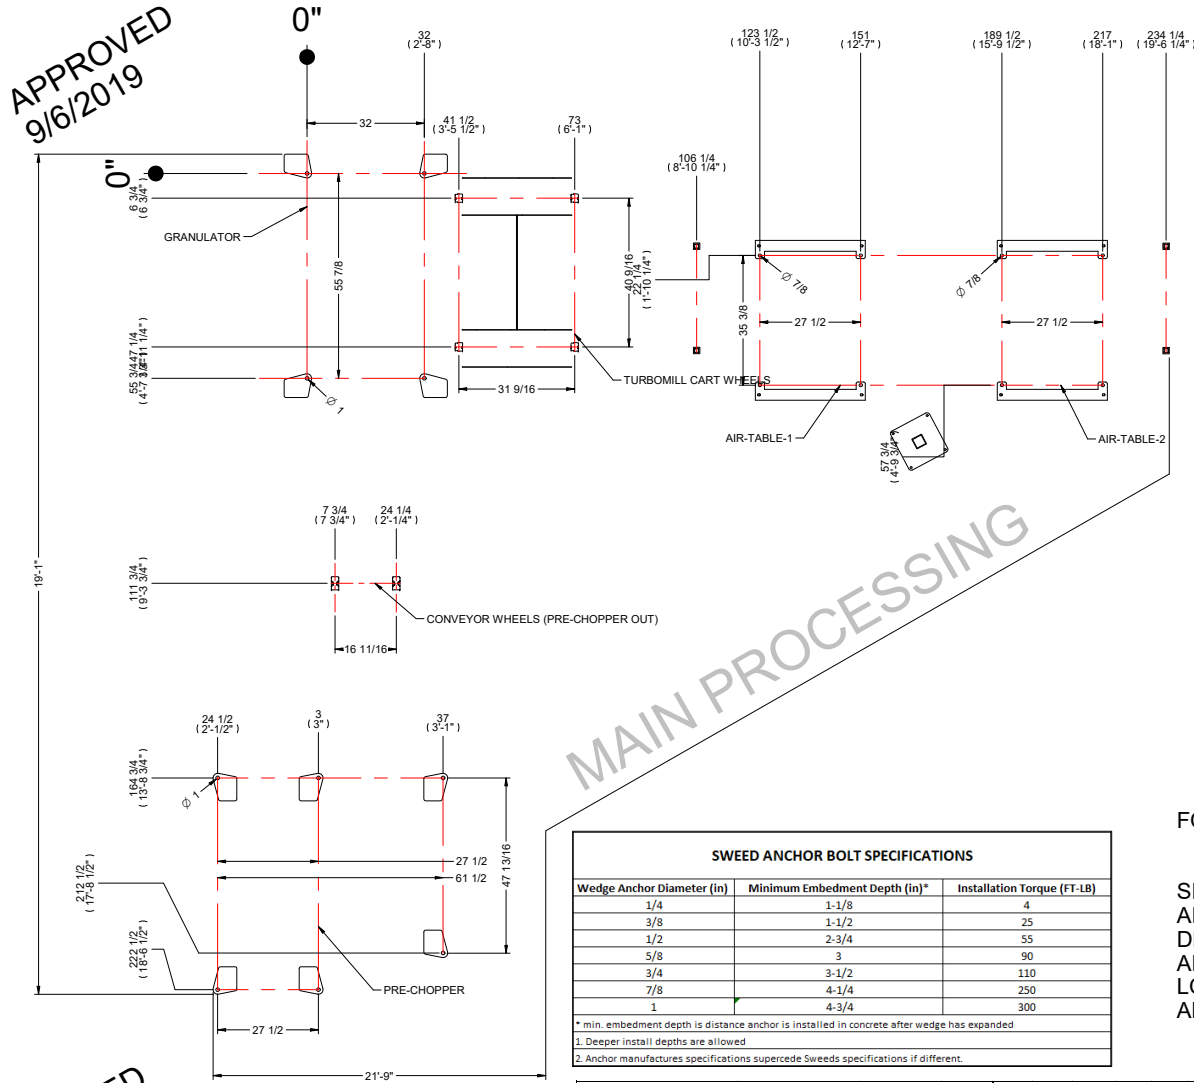 APPROVED
9/6/2019
0"
32
( 2'-8" )
123 1/2
( 10'-3 1/2" )
151
( 12'-7" )
189 1/2
( 15'-9 1/2" )
217
( 18'-1" )
234 1/4
( 19'-6 1/4" )
32
41 1/2
( 3'-5 1/2" )
73
( 6'-1" )
106 1/4
( 8'-10 1/4" )
0"
6 3/4
( 6 3/4" )
GRANULATOR
55 7/8
40 9/16
22 1/4
( 1'-10 1/4" )
Ø 7/8
Ø 7/8
35 3/8
27 1/2
27 1/2
47 1/4
55 3/4
31 9/16
TURBOMILL CART WHEELS
Ø 1
AIR-TABLE-1
AIR-TABLE-2
57 3/4
( 4'-9 3/4" )
7 3/4
( 7 3/4" )
24 1/4
( 2'-1/4" )
19'-1"
111 3/4
( 9'-3 3/4" )
CONVEYOR WHEELS (PRE-CHOPPER OUT)
16 11/16
MAIN PROCESSING
24 1/2
( 2'-1/2" )
3
( 3" )
37
( 3'-1" )
164 3/4
( 13'-8 3/4" )
Ø 1
27 1/2
61 1/2
47 13/16
212 1/2
( 17'-8 1/2" )
222 1/2
( 18'-6 1/2" )
PRE-CHOPPER
27 1/2
21'-9"
SWEED ANCHOR BOLT SPECIFICATIONS
Wedge Anchor Diameter (in) Minimum Embedment Depth (in)* Installation Torque (FT-LB)
1/4 1-1/8 4
3/8 1-1/2 25
1/2 2-3/4 55
5/8 3 90
3/4 3-1/2 110
7/8 4-1/4 250
1 4-3/4 300
* min. embedment depth is distance anchor is installed in concrete after wedge has expanded
1. Deeper install depths are allowed
2. Anchor manufactures specifications supercede Sweeds specifications if different.